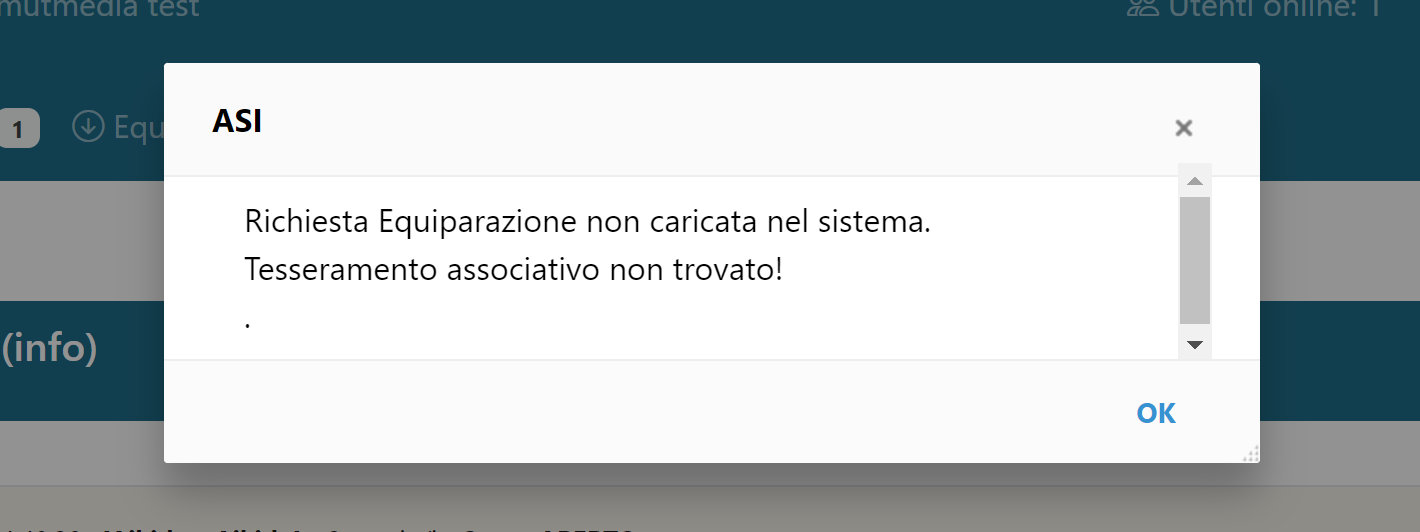 mutmedia test
Utenti online: 1
1
Equ
ASI
Richiesta Equiparazione non caricata nel sistema.
Tesseramento associativo non trovato!
.
(info)
OK